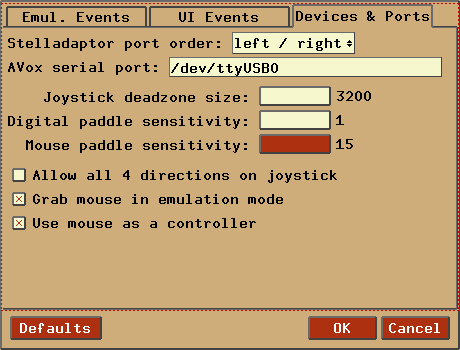 Emul. Events UI Events Devices & Ports
Stelladaptor port order: left / right
AVox serial port: /dev/ttyUSB0
Joystick deadzone size: 3200
Digital paddle sensitivity: 1
Mouse paddle sensitivity: 15
Allow all 4 directions on joystick
Grab mouse in emulation mode
Use mouse as a controller
Defaults OK Cancel